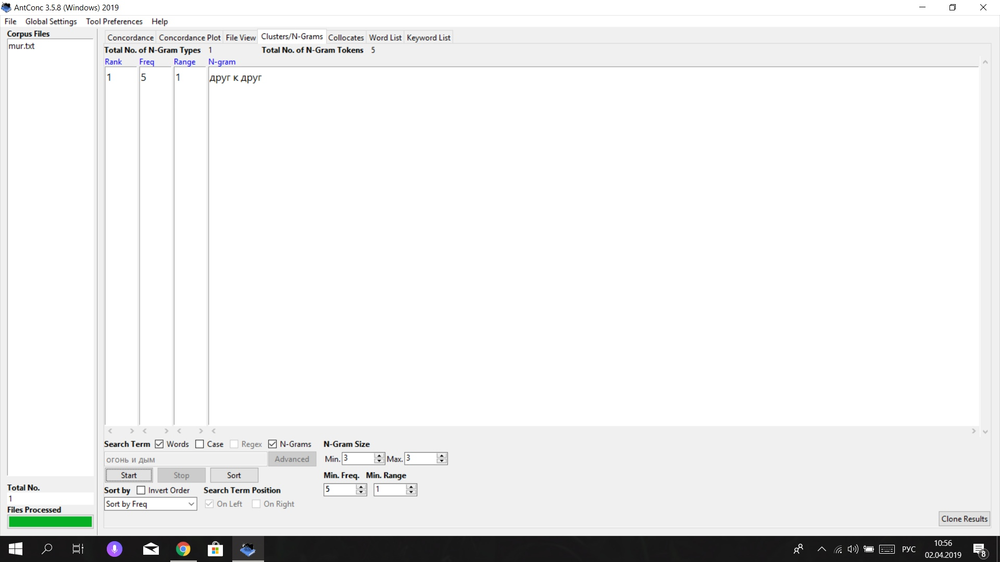 AntConc 3.5.8 (Windows) 2019
File Global Settings Tool Preferences Help
Corpus Files
mur.txt
Concordance Concordance Plot File View Clusters/N-Grams Collocates Word List Keyword List
Total No. of N-Gram Types 1 Total No. of N-Gram Tokens 5
Rank Freq Range N-gram
1 5 1 друг к друг
Search Term Words Case Regex N-Grams N-Gram Size
огонь и дым Advanced Min. 3 Max. 3
Start Stop Sort Min. Freq. Min. Range
Total No.
1
Sort by Invert Order Search Term Position 5 1
Sort by Freq On Left On Right
Files Processed
Clone Results
РУС 10:56
02.04.2019 8